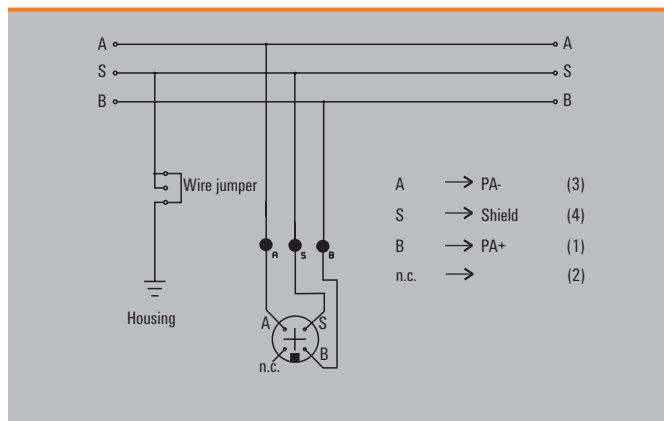 A A
S S
B B
Wire jumper
A → PA- (3)
S → Shield (4)
B → PA+ (1)
n.c. → (2)
A S B
Housing
A S
B
n.c.